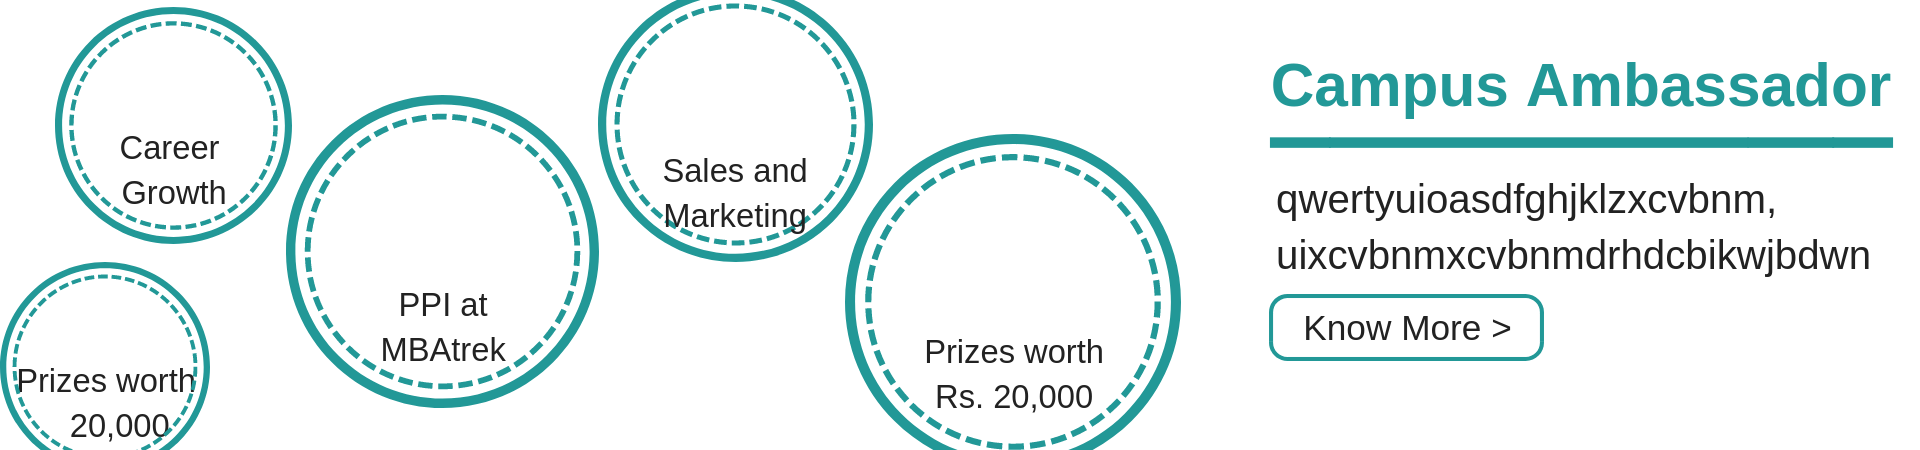 Career
Growth
PPI at
MBAtrek
Sales and
Marketing
Prizes worth
20,000
Prizes worth
Rs. 20,000
Campus Ambassador
qwertyuioasdfghjklzxcvbnm,
uixcvbnmxcvbnmdrhdcbikwjbdwn
Know More >